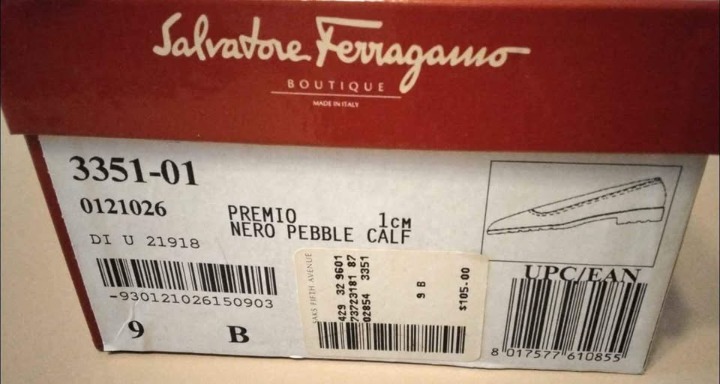 Salvatore Ferragamo
BOUTIQUE
MADE IN ITALY
3351-01
0121026
PREMIO 1CM
NERO PEBBLE CALF
DI U 21918
-930121026150903
9 B
SAKS FIFTH AVENUE
429 32 9601
73723181 87
02854 3351
9 B
$105.00
UPC/EAN
8 017577 610855